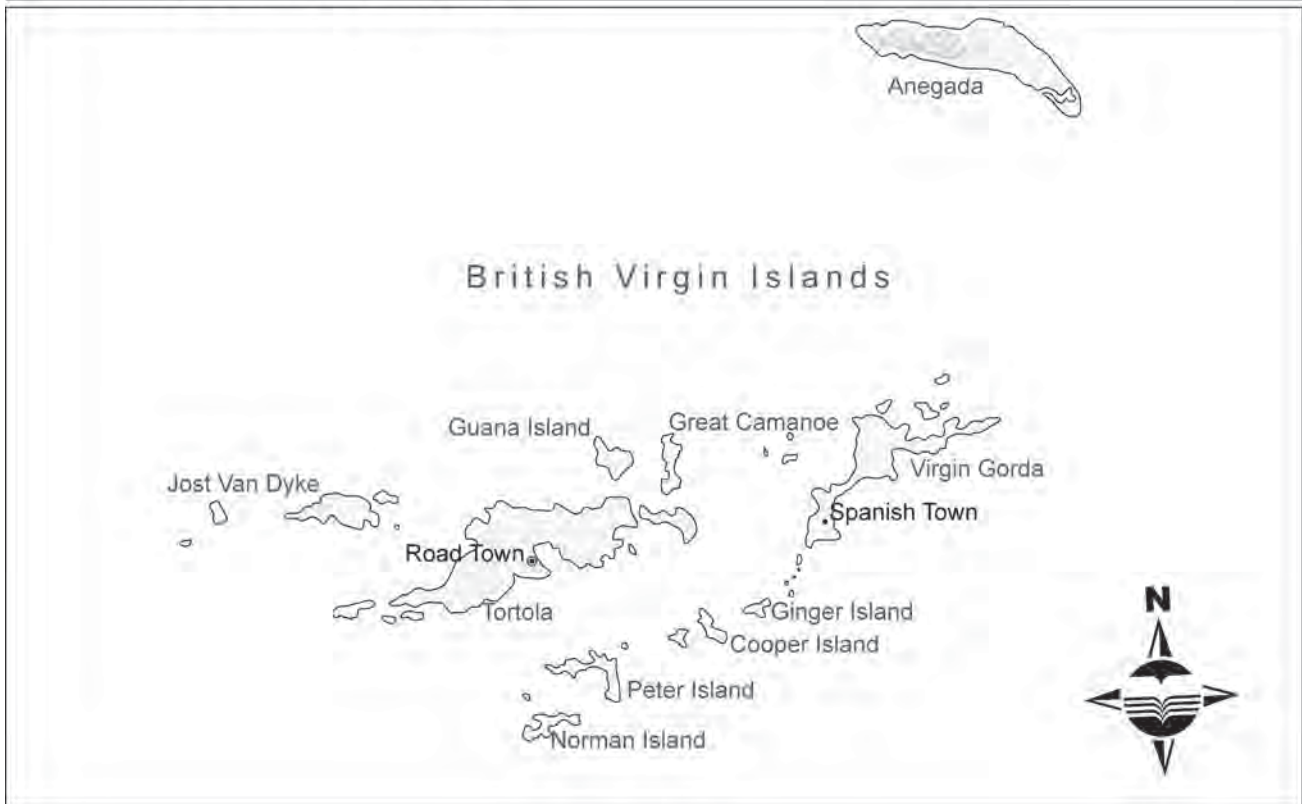 Anegada
British Virgin Islands
Guana Island
Great Camanoe
Virgin Gorda
Jost Van Dyke
Spanish Town
Road Town
Tortola
Ginger Island
N
Cooper Island
Peter Island
Norman Island